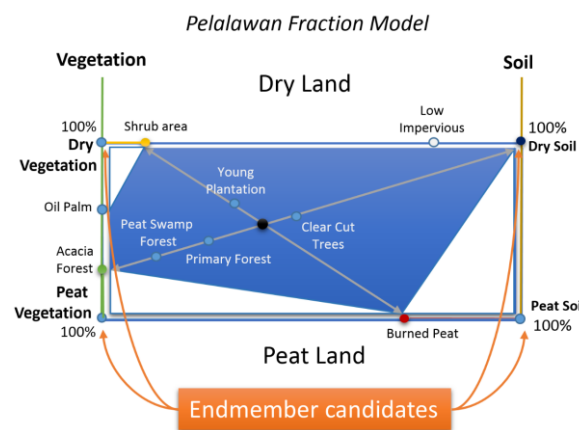 Pelalawan Fraction Model
Vegetation
Soil
Dry Land
100%
Shrub area
Low
Impervious
100%
Dry
Vegetation
Dry Soil
Young
Plantation
Oil Palm
Peat Swamp
Forest
Clear Cut
Trees
Primary Forest
Acacia
Forest
Peat
Vegetation
100%
Peat Soi
100%
Burned Peat
Peat Land
Endmember candidates